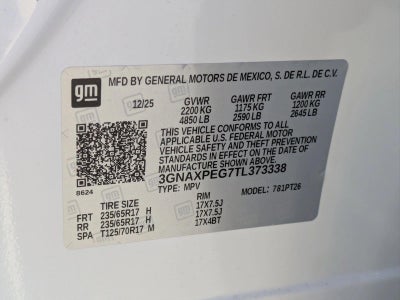 gm
MFD BY GENERAL MOTORS DE MEXICO, S. DE R.L. DE C.V.
12/25 GVWR GAWR FRT GAWR RR
2200 KG 1175 KG 1200 KG
4850 LB 2590 LB 2645 LB
THIS VEHICLE CONFORMS TO ALL
APPLICABLE U.S. FEDERAL MOTOR
VEHICLE SAFETY AND THEFT PREVENTION
STANDARDS IN EFFECT ON THE DATE OF
MANUFACTURE SHOWN ABOVE.
3GNAXPEG7TL373338
8624
TYPE: MPV MODEL: 781PT26
TIRE SIZE RIM
FRT 235/65R17 H 17X7.5J
RR 235/65R17 H 17X7.5J
SPA T125/70R17 M 17X4BT